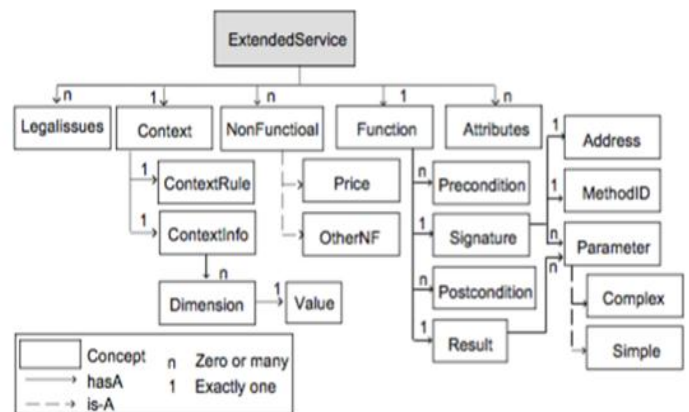 ExtendedService
n 1 n 1 n
Legalissues Context NonFunctioal Function Attributes
1 Address
1 ContextRule
Price
n Precondition
1 MethodID
1 ContextInfo
OtherNF
1 Signature
n Parameter
n
n
Dimension 1 Value
n Postcondition
Complex
1 Result
Simple
Concept n Zero or many
hasA 1 Exactly one
is-A